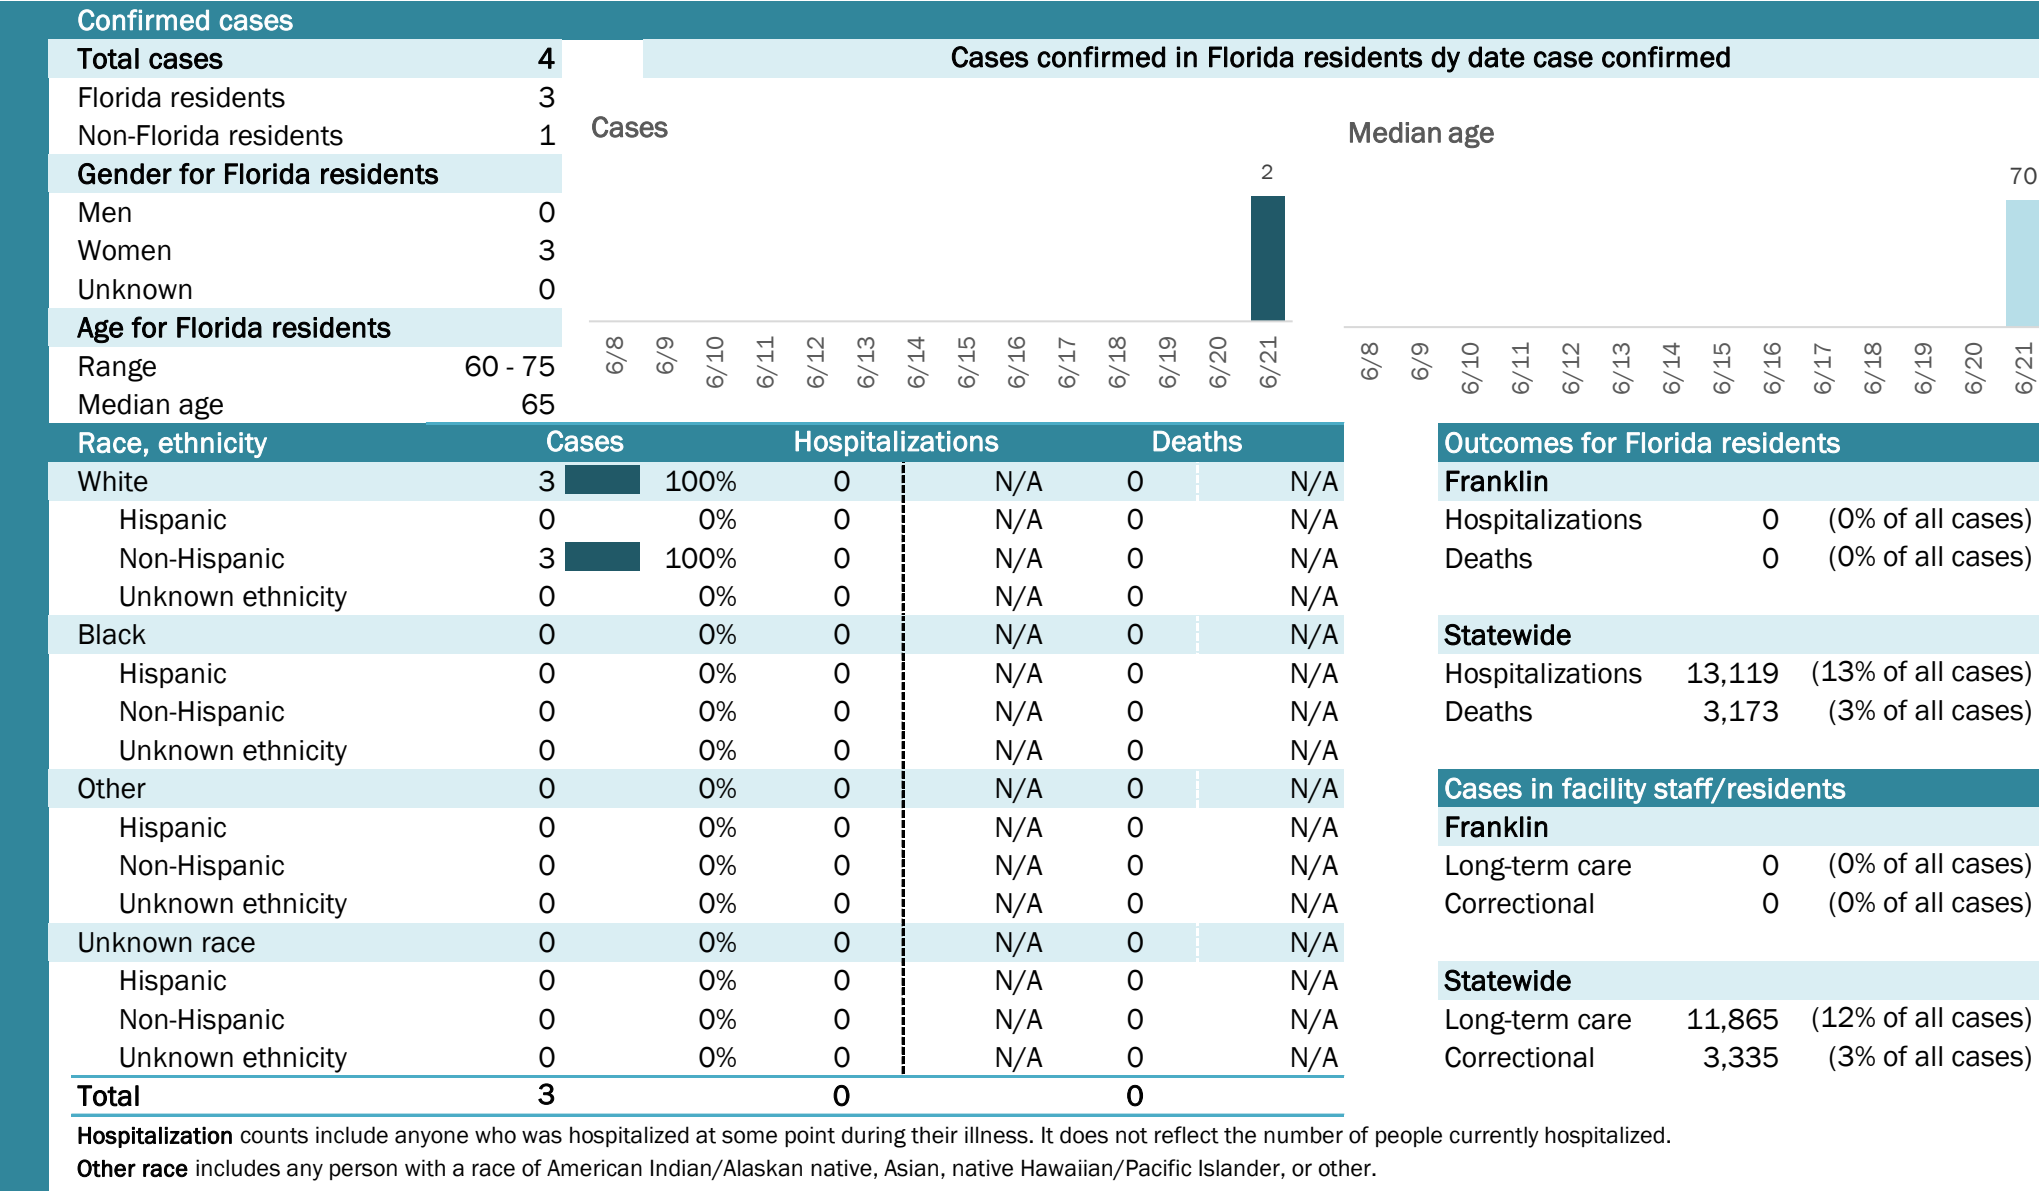 Confirmed cases
Total cases 4
Florida residents 3
Non-Florida residents 1
Gender for Florida residents
Men 0
Women 3
Unknown 0
Age for Florida residents
Range 60 - 75
Median age 65
Cases confirmed in Florida residents dy date case confirmed
Cases
2
6/8 6/9 6/10 6/11 6/12 6/13 6/14 6/15 6/16 6/17 6/18 6/19 6/20 6/21
Median age
70
6/8 6/9 6/10 6/11 6/12 6/13 6/14 6/15 6/16 6/17 6/18 6/19 6/20 6/21
Race, ethnicity Cases Hospitalizations Deaths
White 3 100% 0 N/A 0 N/A
Hispanic 0 0% 0 N/A 0 N/A
Non-Hispanic 3 100% 0 N/A 0 N/A
Unknown ethnicity 0 0% 0 N/A 0 N/A
Black 0 0% 0 N/A 0 N/A
Hispanic 0 0% 0 N/A 0 N/A
Non-Hispanic 0 0% 0 N/A 0 N/A
Unknown ethnicity 0 0% 0 N/A 0 N/A
Other 0 0% 0 N/A 0 N/A
Hispanic 0 0% 0 N/A 0 N/A
Non-Hispanic 0 0% 0 N/A 0 N/A
Unknown ethnicity 0 0% 0 N/A 0 N/A
Unknown race 0 0% 0 N/A 0 N/A
Hispanic 0 0% 0 N/A 0 N/A
Non-Hispanic 0 0% 0 N/A 0 N/A
Unknown ethnicity 0 0% 0 N/A 0 N/A
Total 3 0 0
Outcomes for Florida residents
Franklin
Hospitalizations 0 (0% of all cases)
Deaths 0 (0% of all cases)
Statewide
Hospitalizations 13,119 (13% of all cases)
Deaths 3,173 (3% of all cases)
Cases in facility staff/residents
Franklin
Long-term care 0 (0% of all cases)
Correctional 0 (0% of all cases)
Statewide
Long-term care 11,865 (12% of all cases)
Correctional 3,335 (3% of all cases)
Hospitalization counts include anyone who was hospitalized at some point during their illness. It does not reflect the number of people currently hospitalized.
Other race includes any person with a race of American Indian/Alaskan native, Asian, native Hawaiian/Pacific Islander, or other.